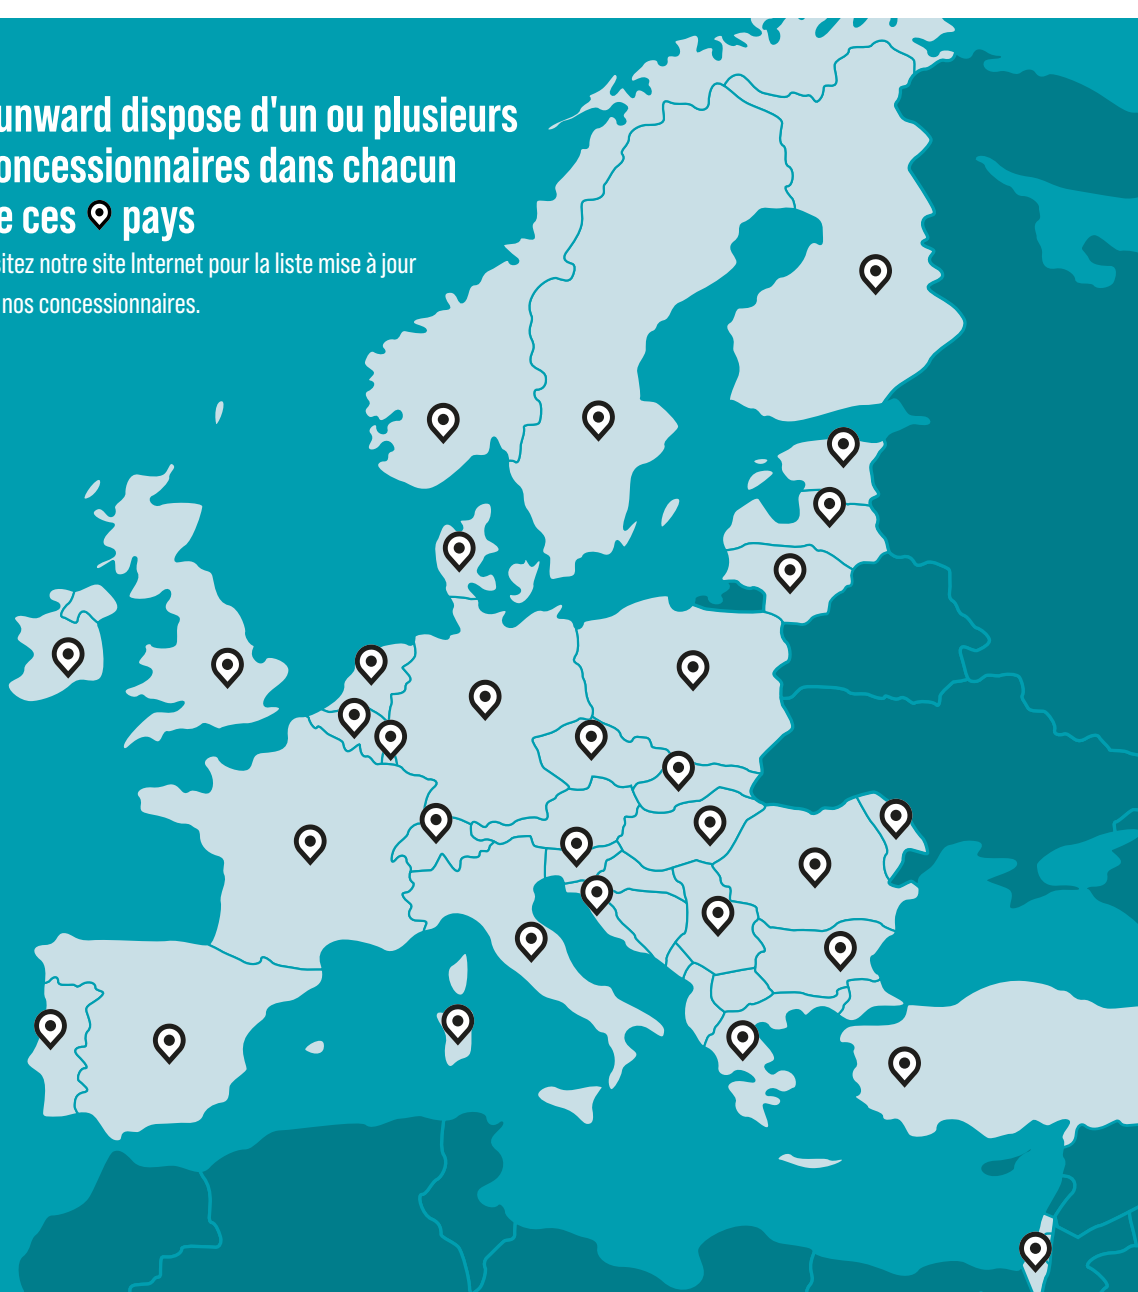 unward dispose d'un ou plusieurs
oncessionnaires dans chacun
e ces pays
sitez notre site Internet pour la liste mise à jour
nos concessionnaires.